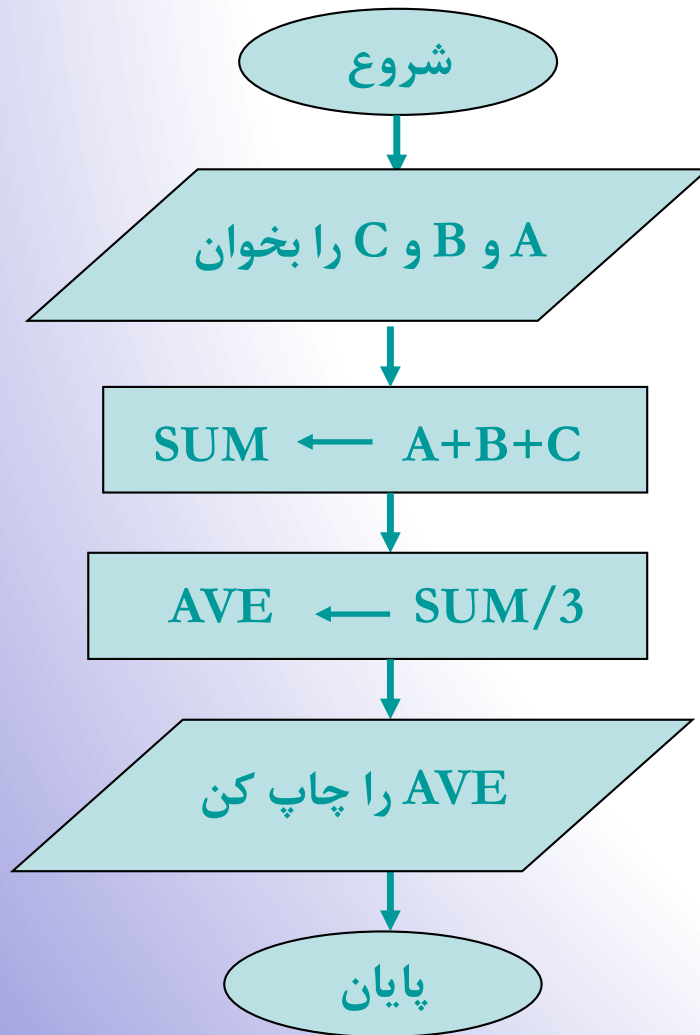 شروع
A و B و C را بخوان
SUM ← A+B+C
AVE ← SUM/3
AVE را چاپ کن
پایان